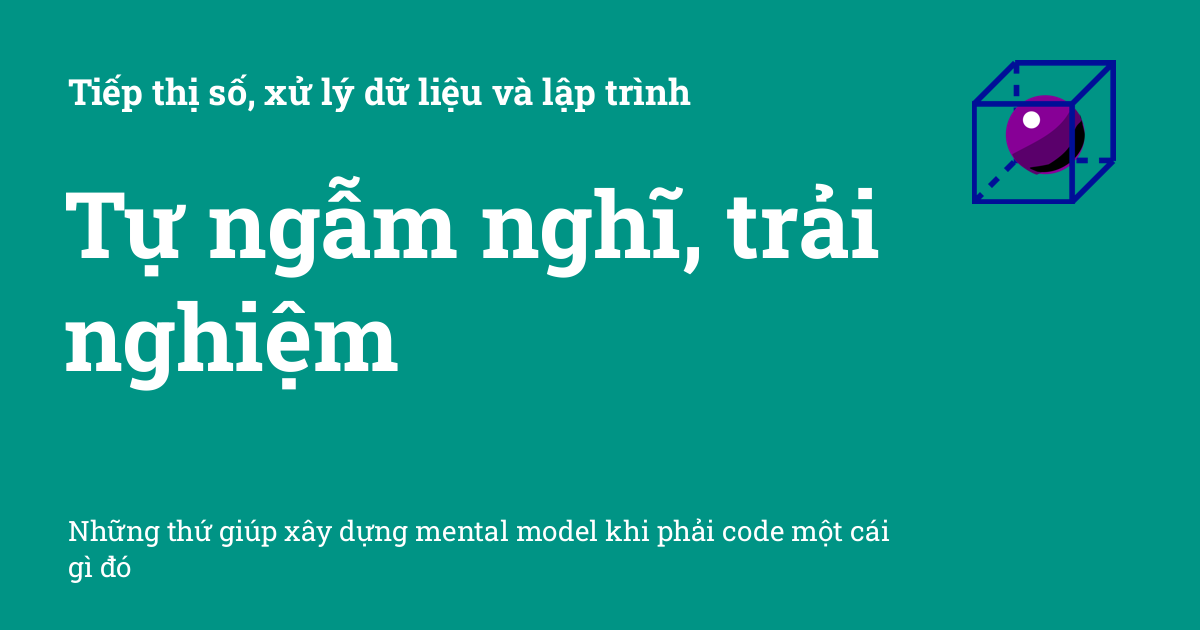 Tiếp thị số, xử lý dữ liệu và lập trình
Tự ngẫm nghĩ, trải
nghiệm
Những thứ giúp xây dựng mental model khi phải code một cái
gì đó